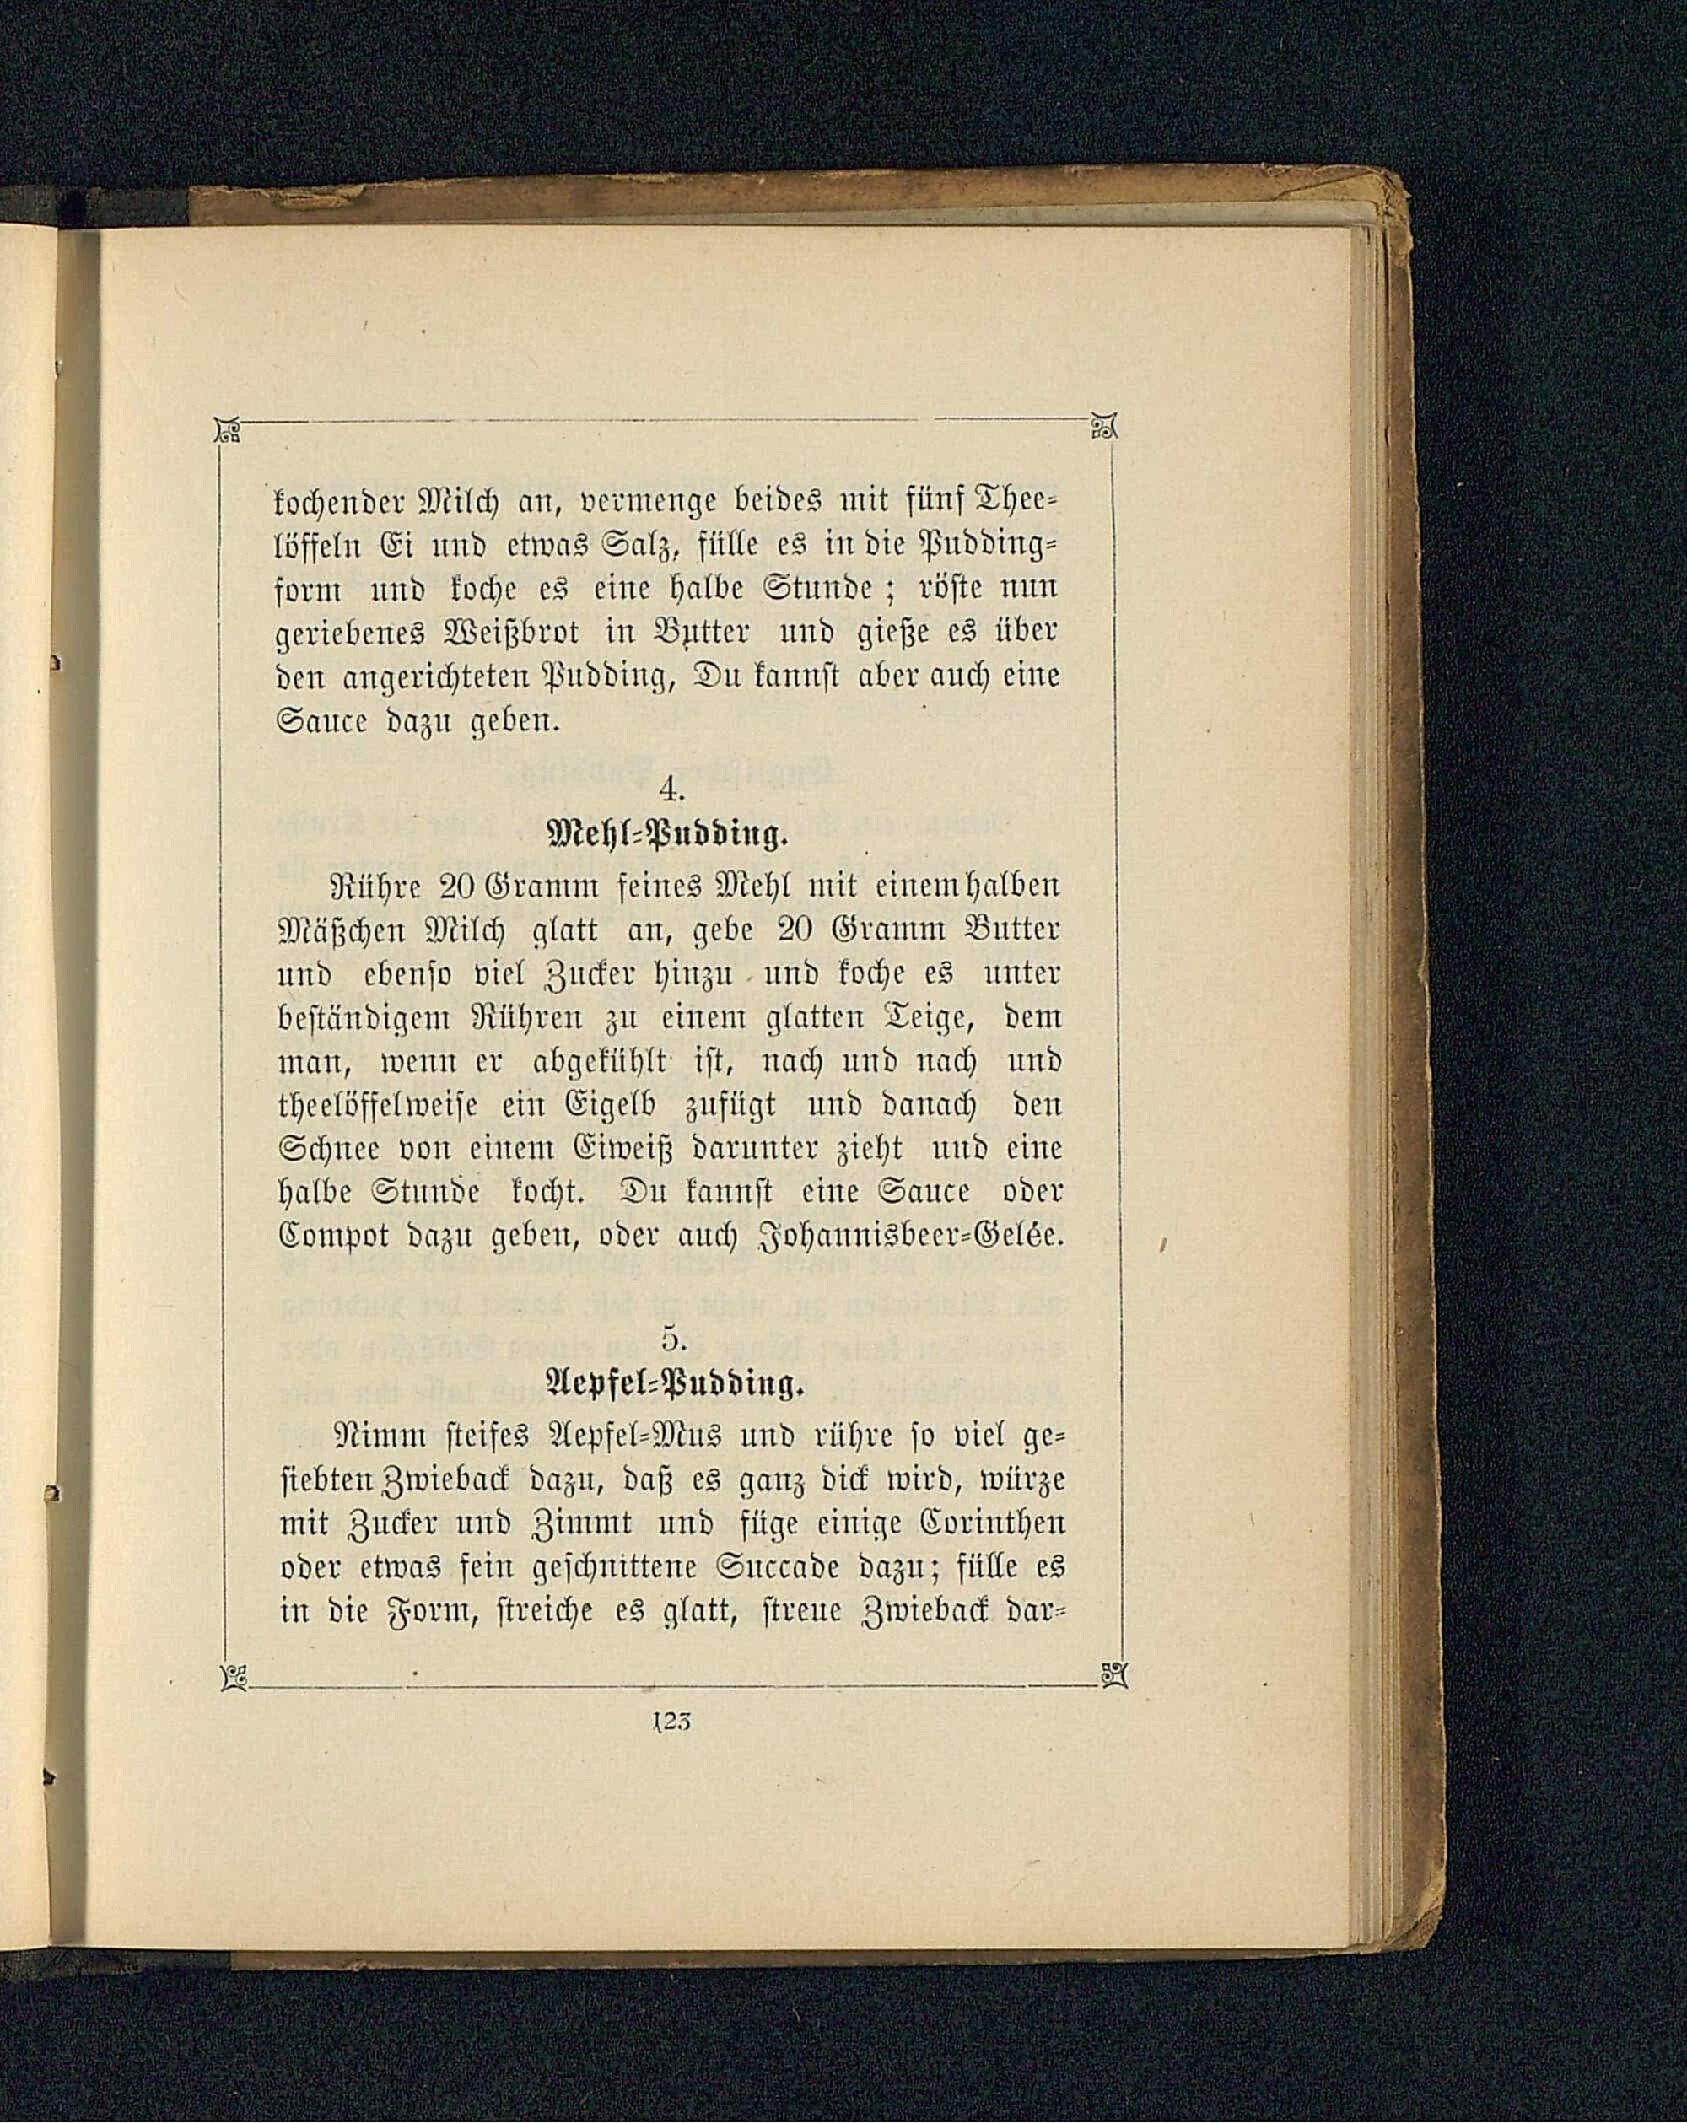 kochender Milch an, vermenge beides mit fünf Thee-
löffeln Ei und etwas Salz, fülle es in die Pudding-
form und koche es eine halbe Stunde; röste nun
geriebenes Weißbrot in Butter und gieße es über
den angerichteten Pudding, Du kannst aber auch eine
Sauce dazu geben.
4.
Mehl-Pudding.
Rühre 20 Gramm feines Mehl mit einem halben
Mäßchen Milch glatt an, gebe 20 Gramm Butter
und ebenso viel Zucker hinzu und koche es unter
beständigem Rühren zu einem glatten Teige, dem
man, wenn er abgekühlt ist, nach und nach und
theelöffelweise ein Eigelb zufügt und danach den
Schnee von einem Eiweiß darunter zieht und eine
halbe Stunde kocht. Du kannst eine Sauce oder
Compot dazu geben, oder auch Johannisbeer-Gelée.
5.
Aepfel-Pudding.
Nimm steifes Aepfel-Mus und rühre so viel ge-
siebten Zwieback dazu, daß es ganz dick wird, würze
mit Zucker und Zimmt und füge einige Corinthen
oder etwas fein geschnittene Succade dazu; fülle es
in die Form, streiche es glatt, streue Zwieback dar-
123